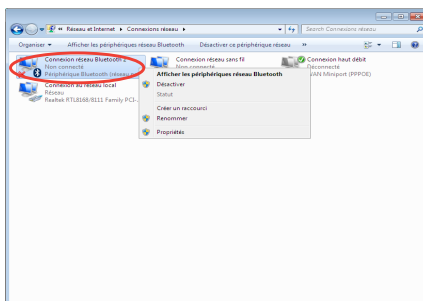 « Réseau et Internet ▸ Connexions réseau ▸
Search Connexions réseau
Organiser
Afficher les périphériques réseau Bluetooth
Désactiver ce périphérique réseau
»
Connexion réseau Bluetooth 2
Non connecté
Périphérique Bluetooth (réseau
Connexion réseau sans fil
Non connecté
Connexion haut débit
Déconnecté
WAN Miniport (PPPOE)
Connexion au réseau local
Réseau
Realtek RTL8168/8111 Family PCI-
Afficher les périphériques réseau Bluetooth
Désactiver
Statut
Créer un raccourci
Renommer
Propriétés